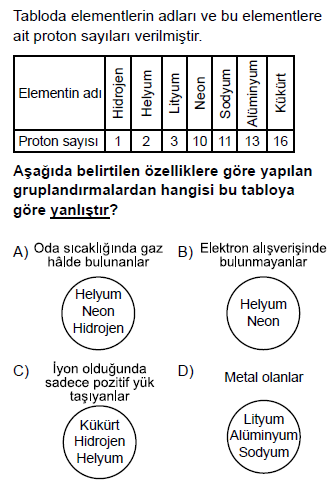 Tabloda elementlerin adları ve bu elementlere
ait proton sayıları verilmiştir.
Elementin adı Hidrojen Helyum Lityum Neon Sodyum Alüminyum Kükürt
Proton sayısı 1 2 3 10 11 13 16
Aşağıda belirtilen özelliklere göre yapılan
gruplandırmalardan hangisi bu tabloya
göre yanlıştır?
A) Oda sıcaklığında gaz
hâlde bulunanlar
Helyum
Neon
Hidrojen
B) Elektron alışverişinde
bulunmayanlar
Helyum
Neon
C) İyon olduğunda
sadece pozitif yük
taşıyanlar
Kükürt
Hidrojen
Helyum
D) Metal olanlar
Lityum
Alüminyum
Sodyum